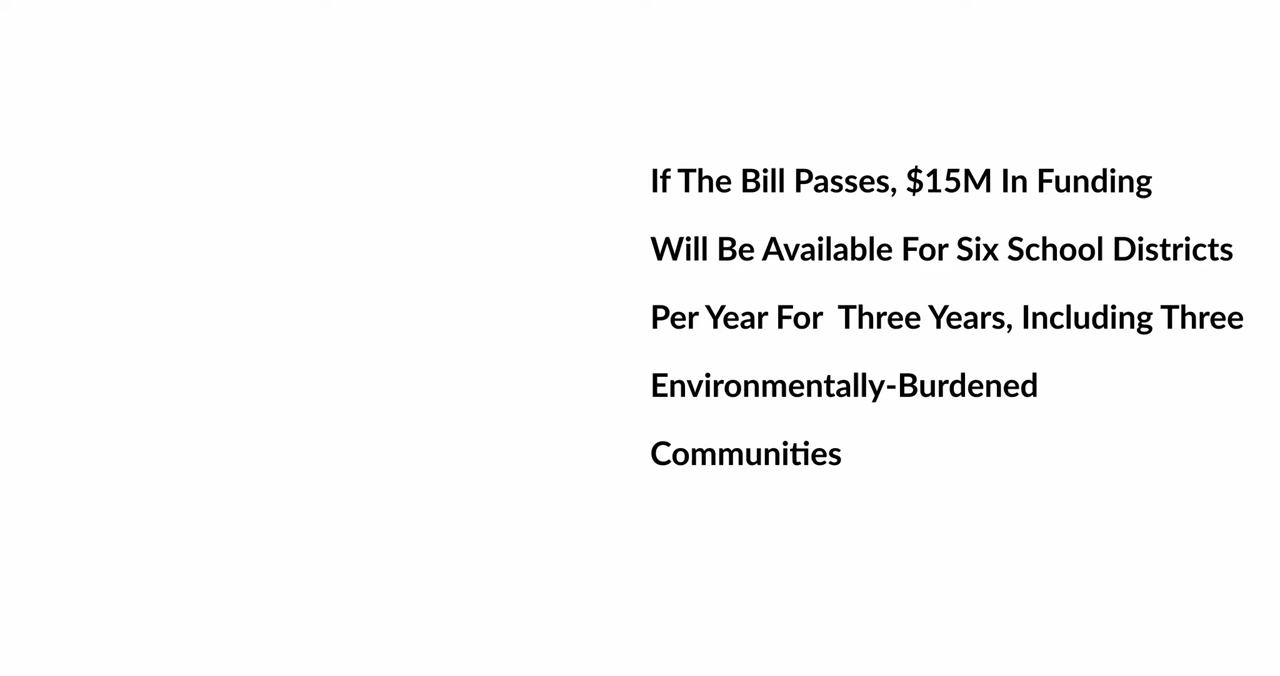 If The Bill Passes, $15M In Funding
Will Be Available For Six School Districts
Per Year For  Three Years, Including Three
Environmentally-Burdened
Communities